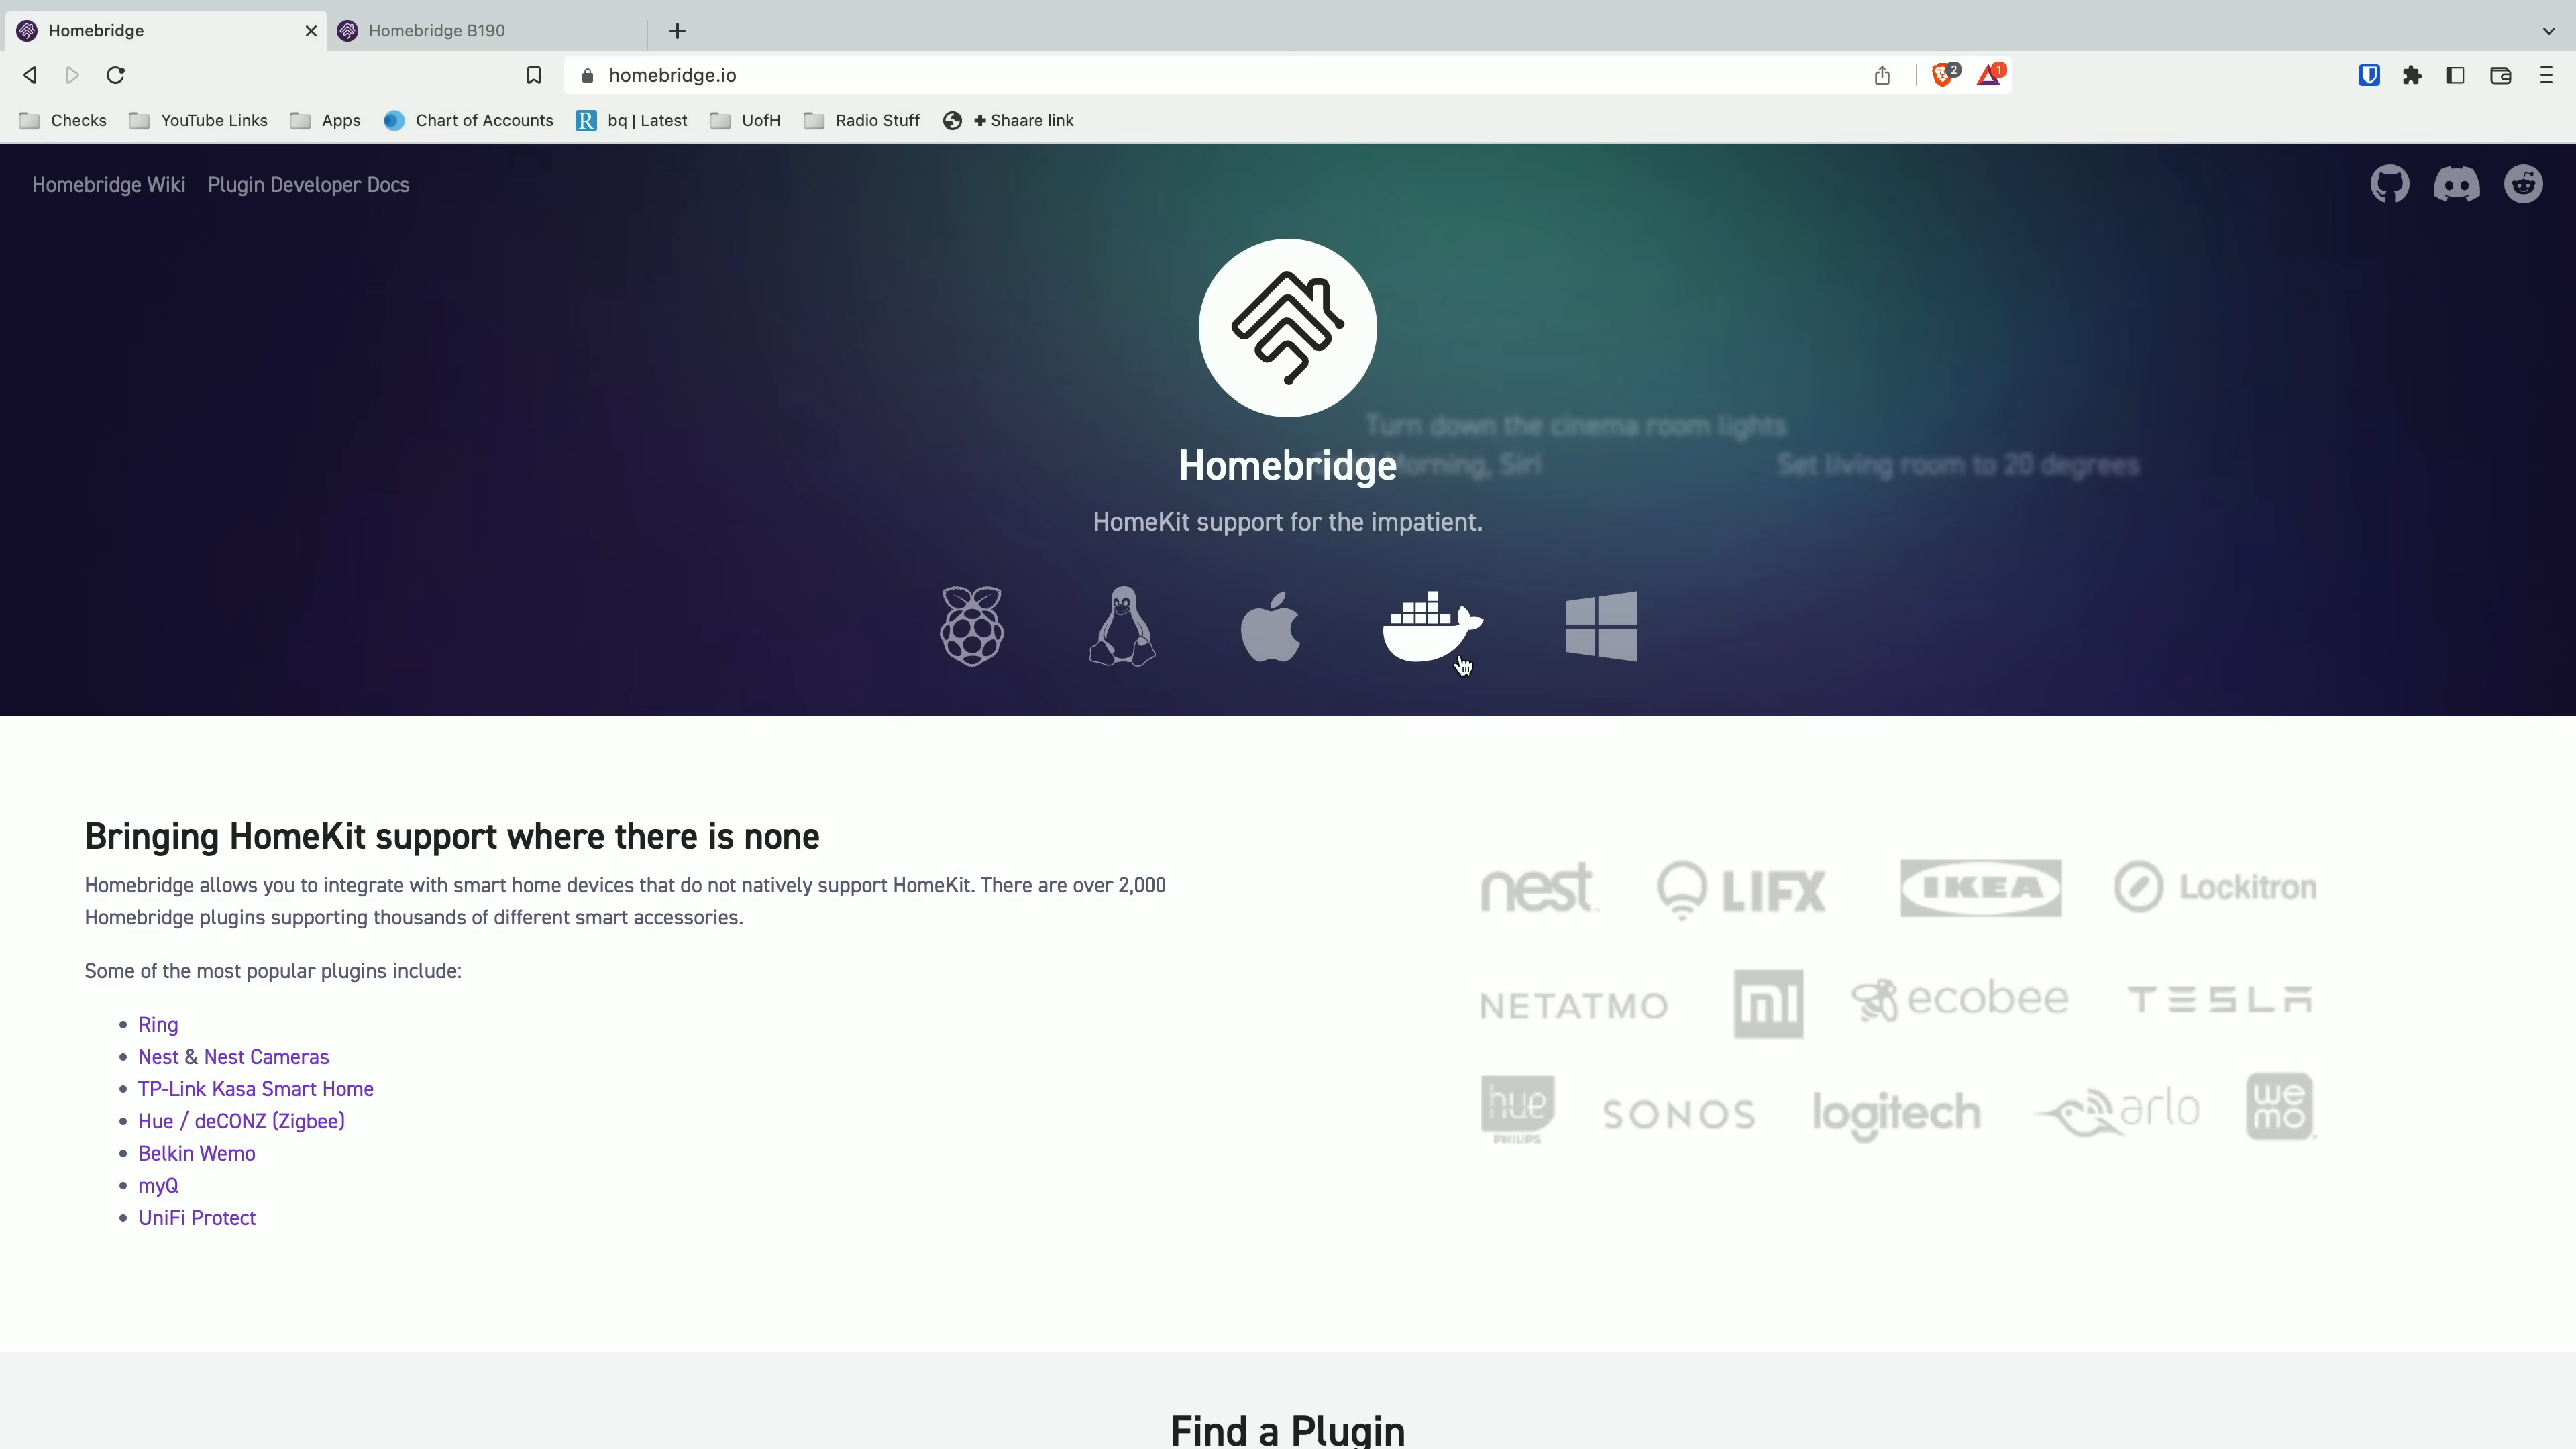 Homebridge
Homebridge B190
homebridge.io
2
1
Checks
YouTube Links
Apps
Chart of Accounts
R
bq | Latest
UofH
Radio Stuff
+ Shaare link
Homebridge Wiki
Plugin Developer Docs
Turn down the cinema room lights
Homebridge
Morning, Siri
Set living room to 20 degrees
HomeKit support for the impatient.
Bringing HomeKit support where there is none
Homebridge allows you to integrate with smart home devices that do not natively support HomeKit. There are over 2,000
Homebridge plugins supporting thousands of different smart accessories.
Some of the most popular plugins include:
• Ring
• Nest & Nest Cameras
• TP-Link Kasa Smart Home
• Hue / deCONZ (Zigbee)
• Belkin Wemo
• myQ
• UniFi Protect
nest
LIFX
IKEA
Lockitron
NETATMO
mi
ecobee
TESLA
hue
PHILIPS
SONOS
logitech
arlo
we
mo
Find a Plugin